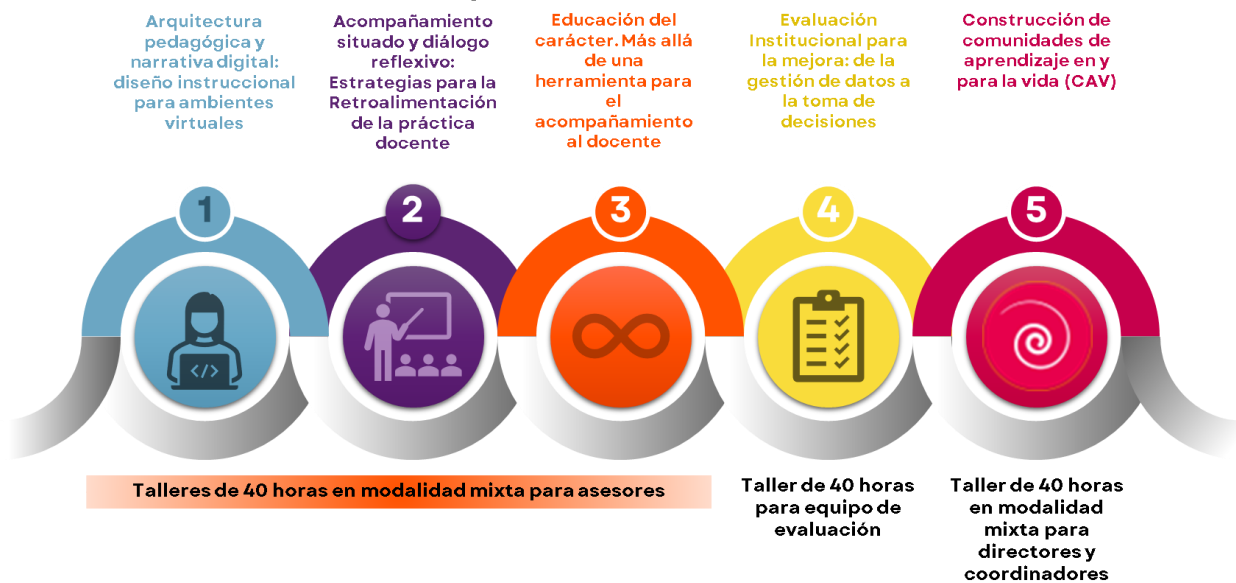 Arquitectura
pedagógica y
narrativa digital:
diseño instruccional
para ambientes
virtuales
Acompañamiento
situado y diálogo
reflexivo:
Estrategias para la
Retroalimentación
de la práctica
docente
Educación del
carácter. Más allá
de una
herramienta para
el
acompañamiento
al docente
Evaluación
Institucional para
la mejora: de la
gestión de datos a
la toma de
decisiones
Construcción de
comunidades de
aprendizaje en y
para la vida (CAV)
1
2
3
4
5
</>
Talleres de 40 horas en modalidad mixta para asesores
Taller de 40 horas
para equipo de
evaluación
Taller de 40 horas
en modalidad
mixta para
directores y
coordinadores